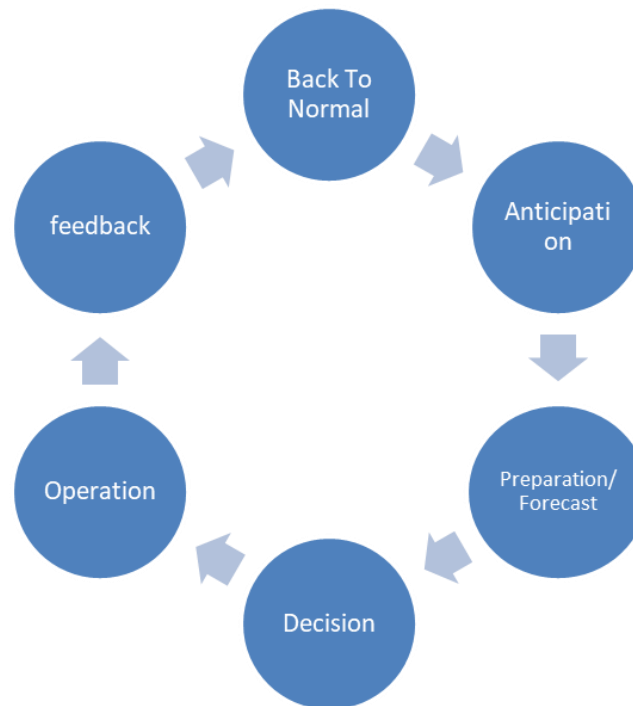 Back To
Normal
Anticipati
on
Preparation/
Forecast
Decision
Operation
feedback